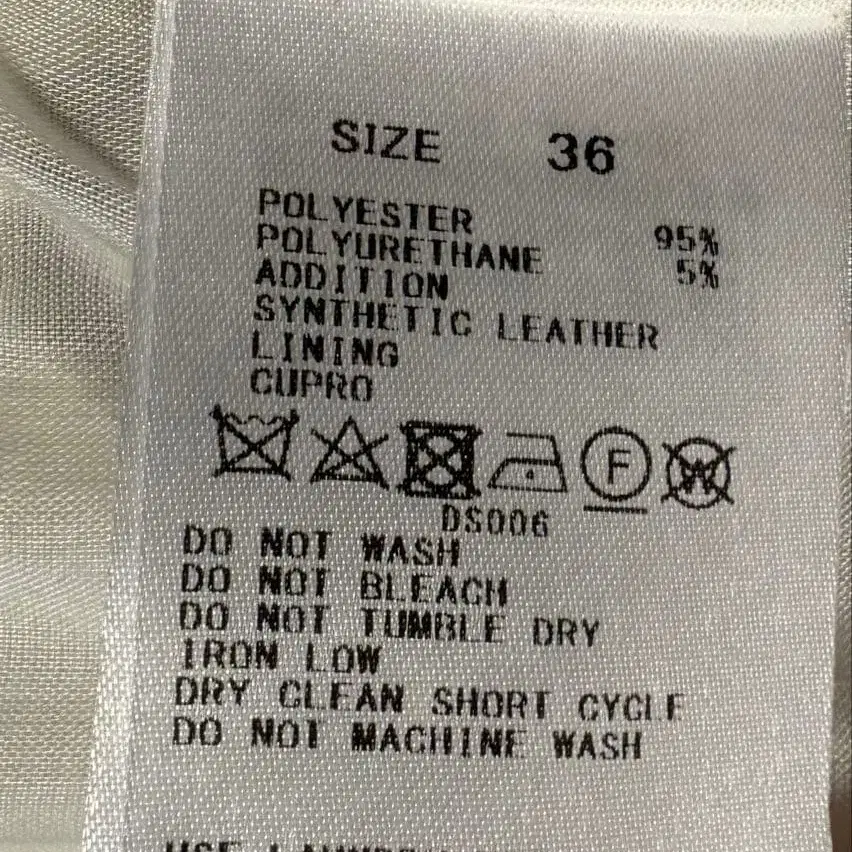 SIZE 36
POLYESTER 95%
POLYURETHANE 5%
ADDITION
SYNTHETIC LEATHER
LINING
CUPRO
F W
DS006
DO NOT WASH
DO NOT BLEACH
DO NOT TUMBLE DRY
IRON LOW
DRY CLEAN SHORT CYCLE
DO NOT MACHINE WASH
USE